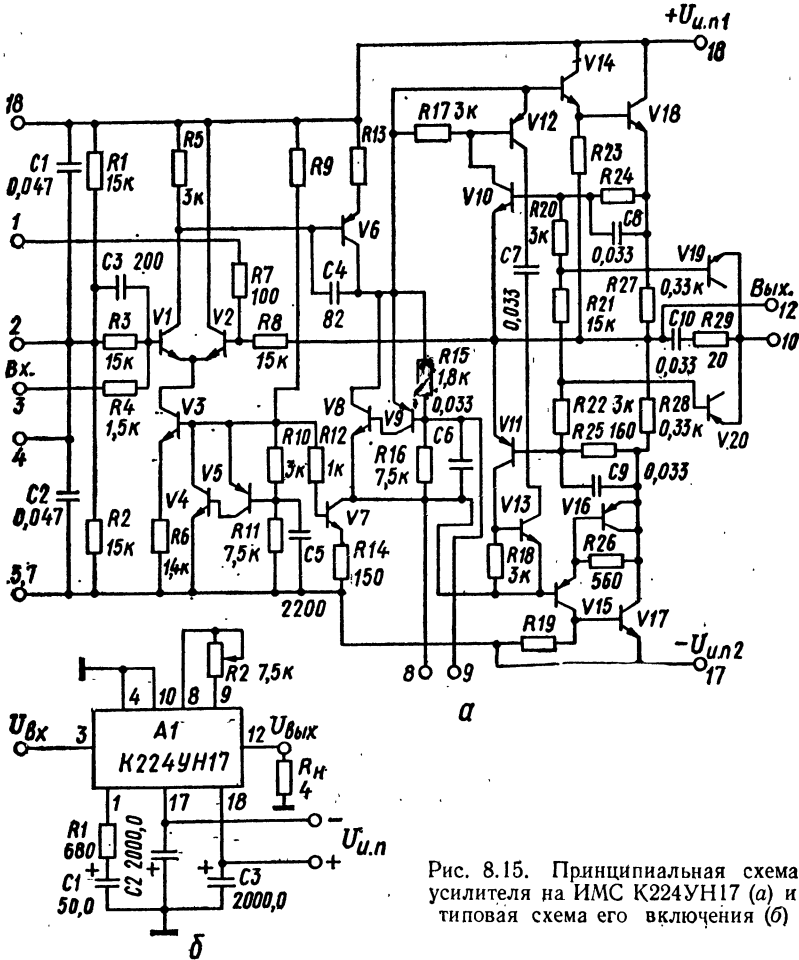 +Uи.п1
18
V14
V18
R17 3к
V12
18
R5
3к
R13
R9
C1
0,047
R1
15к
V6
V10
R23
R24
R20
3к
C8
0,033
1
C3 200
R7
100
C4
82
C7
0,033
V19
0,33к
R27
Вых.
12
2
V1
V2
R3
15к
R8
15к
R21
15к
C10
0,033
R29
20
10
Вх.
3
R4
1,5к
R15
1,8к
0,033
V3
V8
V9
V11
R22 3к
R28
0,33к
V20
4
R10
3к
R12
1к
C6
R25 160
C9
0,033
C2
0,047
R2
15к
V4
V5
R6
1,4к
R11
7,5к
C5
2200
V7
R16
7,5к
R14
150
V13
R18
3к
V16
R26
560
V15
V17
5,7
R19
8
9
−Uи.п2
17
а
R2 7,5к
4
10
8
9
Uвх
3
A1
К224УН17
12
Uвых
Rн
4
1
17
18
R1
680
C1
50,0
+
C2 2000,0
+
+
C3
2000,0
−
Uи.п
+
б
Рис. 8.15. Принципиальная схема
усилителя на ИМС К224УН17 (а) и
типовая схема его включения (б)